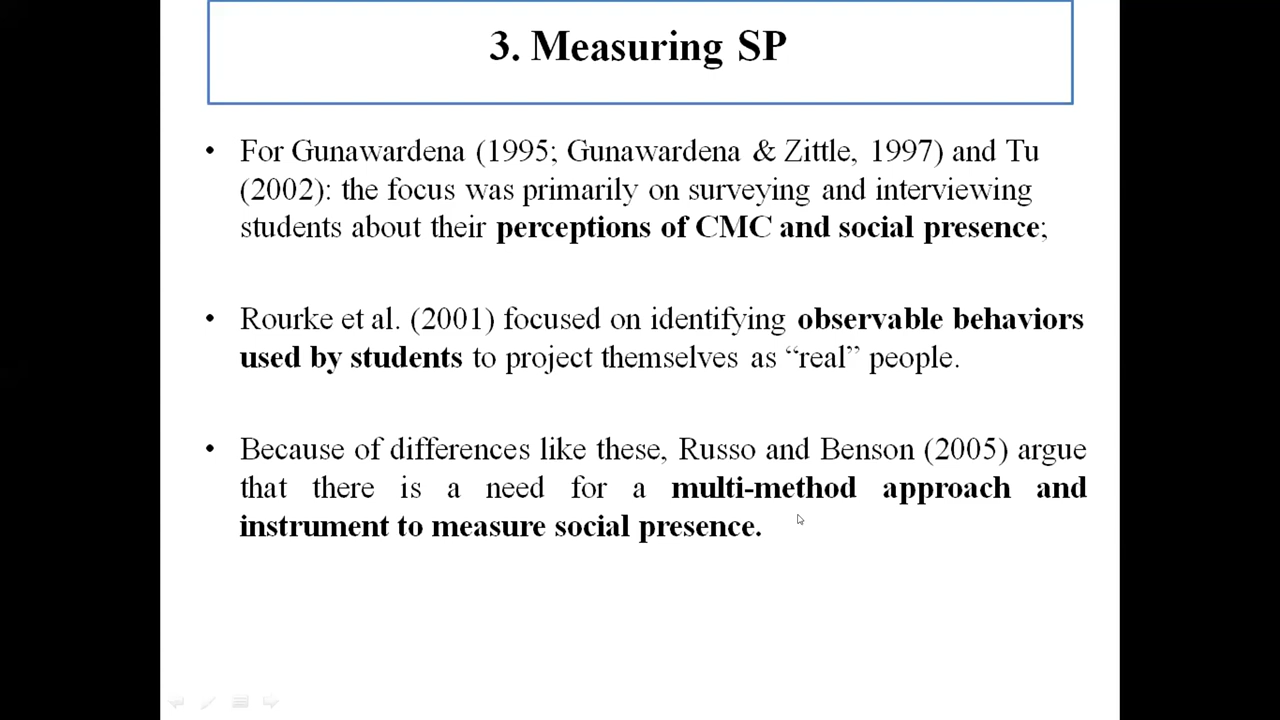 3. Measuring SP
• For Gunawardena (1995; Gunawardena & Zittle, 1997) and Tu
(2002): the focus was primarily on surveying and interviewing
students about their perceptions of CMC and social presence;
• Rourke et al. (2001) focused on identifying observable behaviors
used by students to project themselves as “real” people.
• Because of differences like these, Russo and Benson (2005) argue
that there is a need for a multi-method approach and
instrument to measure social presence.